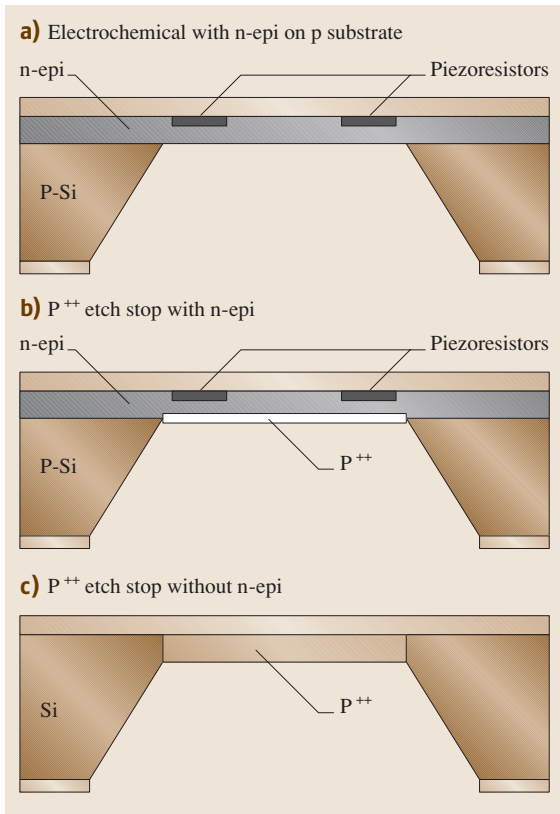 a) Electrochemical with n-epi on p substrate
n-epi Piezoresistors
P-Si
b) P++ etch stop with n-epi
n-epi Piezoresistors
P-Si P++
c) P++ etch stop without n-epi
Si P++